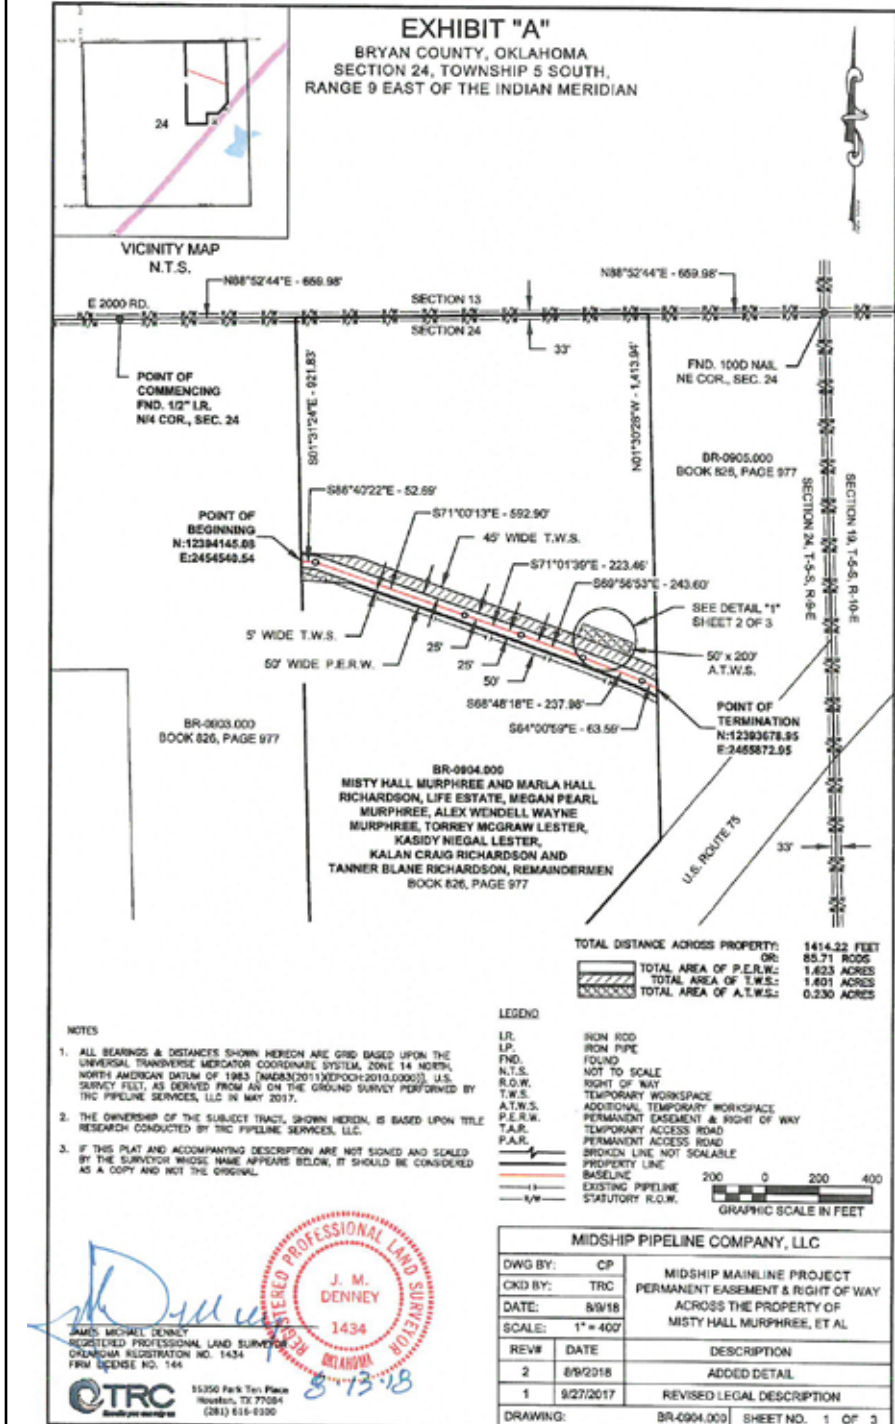 EXHIBIT "A"
BRYAN COUNTY, OKLAHOMA
SECTION 24, TOWNSHIP 5 SOUTH,
RANGE 9 EAST OF THE INDIAN MERIDIAN
24
VICINITY MAP
N.T.S.
N88°52'44"E - 659.98'
N88°52'44"E - 659.98'
E 2000 RD.
SECTION 13
SECTION 24
33'
POINT OF
COMMENCING
FND. 1/2" I.R.
N/4 COR., SEC. 24
FND. 100D NAIL
NE COR., SEC. 24
S01°31'24"E - 921.83'
N01°30'28"W - 1,413.94'
BR-0905.000
BOOK 826, PAGE 977
SECTION 24, T-5-S, R-9-E
SECTION 19, T-5-S, R-10-E
S86°40'22"E - 52.69'
POINT OF
BEGINNING
N:12394145.08
E:2454540.54
S71°00'13"E - 592.90'
45' WIDE T.W.S.
S71°01'39"E - 223.46'
S69°56'53"E - 243.60'
SEE DETAIL "1"
SHEET 2 OF 3
5' WIDE T.W.S.
50' WIDE P.E.R.W.
25'
25'
50'
50' x 200'
A.T.W.S.
S68°48'18"E - 237.98'
S64°00'59"E - 63.59'
POINT OF
TERMINATION
N:12393678.95
E:2455872.95
BR-0903.000
BOOK 826, PAGE 977
BR-0904.000
MISTY HALL MURPHREE AND MARLA HALL
RICHARDSON, LIFE ESTATE, MEGAN PEARL
MURPHREE, ALEX WENDELL WAYNE
MURPHREE, TORREY MCGRAW LESTER,
KASIDY NIEGAL LESTER,
KALAN CRAIG RICHARDSON AND
TANNER BLANE RICHARDSON, REMAINDERMEN
BOOK 826, PAGE 977
U.S. ROUTE 75
33'
TOTAL DISTANCE ACROSS PROPERTY: 1414.22 FEET
OR: 85.71 RODS
TOTAL AREA OF P.E.R.W.: 1.623 ACRES
TOTAL AREA OF T.W.S.: 1.601 ACRES
TOTAL AREA OF A.T.W.S.: 0.230 ACRES
NOTES
1. ALL BEARINGS & DISTANCES SHOWN HEREON ARE GRID BASED UPON THE
UNIVERSAL TRANSVERSE MERCATOR COORDINATE SYSTEM, ZONE 14 NORTH,
NORTH AMERICAN DATUM OF 1983 [NAD83(2011)(EPOCH:2010.0000)], U.S.
SURVEY FEET, AS DERIVED FROM AN ON THE GROUND SURVEY PERFORMED BY
TRC PIPELINE SERVICES, LLC IN MAY 2017.
2. THE OWNERSHIP OF THE SUBJECT TRACT, SHOWN HEREIN, IS BASED UPON TITLE
RESEARCH CONDUCTED BY TRC PIPELINE SERVICES, LLC.
3. IF THIS PLAT AND ACCOMPANYING DESCRIPTION ARE NOT SIGNED AND SEALED
BY THE SURVEYOR WHOSE NAME APPEARS BELOW, IT SHOULD BE CONSIDERED
AS A COPY AND NOT THE ORIGINAL.
LEGEND
I.R. IRON ROD
I.P. IRON PIPE
FND. FOUND
N.T.S. NOT TO SCALE
R.O.W. RIGHT OF WAY
T.W.S. TEMPORARY WORKSPACE
A.T.W.S. ADDITIONAL TEMPORARY WORKSPACE
P.E.R.W. PERMANENT EASEMENT & RIGHT OF WAY
T.A.R. TEMPORARY ACCESS ROAD
P.A.R. PERMANENT ACCESS ROAD
BROKEN LINE NOT SCALABLE
PROPERTY LINE
BASELINE
EXISTING PIPELINE
R/W STATUTORY R.O.W.
200 0 200 400
GRAPHIC SCALE IN FEET
REGISTERED PROFESSIONAL LAND SURVEYOR
J. M.
DENNEY
1434
OKLAHOMA
JAMES MICHAEL DENNEY
REGISTERED PROFESSIONAL LAND SURVEYOR
OKLAHOMA REGISTRATION NO. 1434
FIRM LICENSE NO. 144
8-13-18
TRC
16350 Park Ten Place
Houston, TX 77084
(281) 616-0100
MIDSHIP PIPELINE COMPANY, LLC
DWG BY: CP
CKD BY: TRC
DATE: 8/9/18
SCALE: 1" = 400'
MIDSHIP MAINLINE PROJECT
PERMANENT EASEMENT & RIGHT OF WAY
ACROSS THE PROPERTY OF
MISTY HALL MURPHREE, ET AL
REV# DATE DESCRIPTION
2 8/9/2018 ADDED DETAIL
1 9/27/2017 REVISED LEGAL DESCRIPTION
DRAWING: BR-0904.000 SHEET NO. OF 3